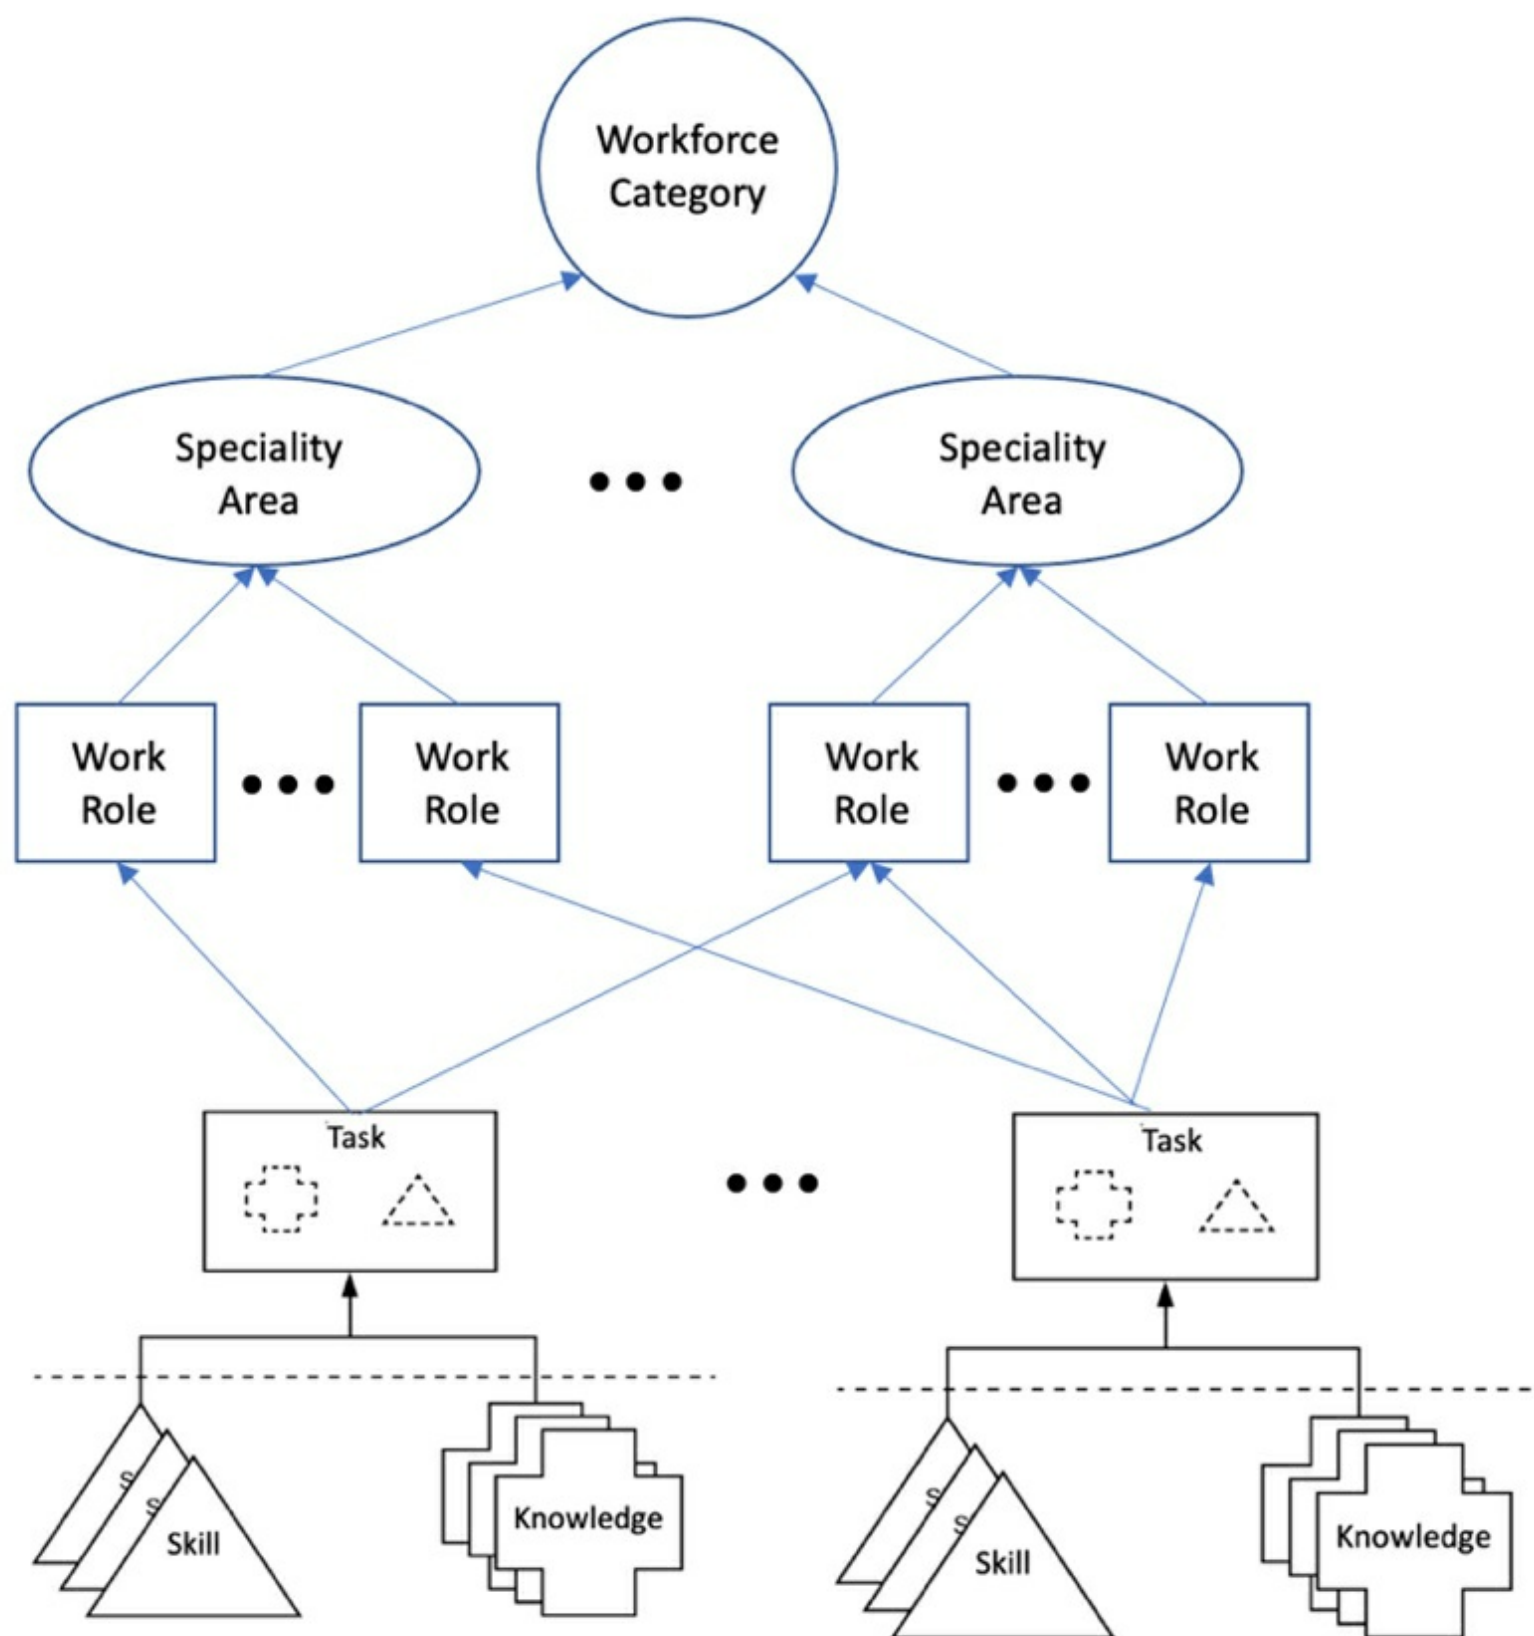 Workforce
Category
Speciality
Area
Speciality
Area
Work
Role
Work
Role
Work
Role
Work
Role
Task
Task
S
S
Skill
Knowledge
S
S
Skill
Knowledge